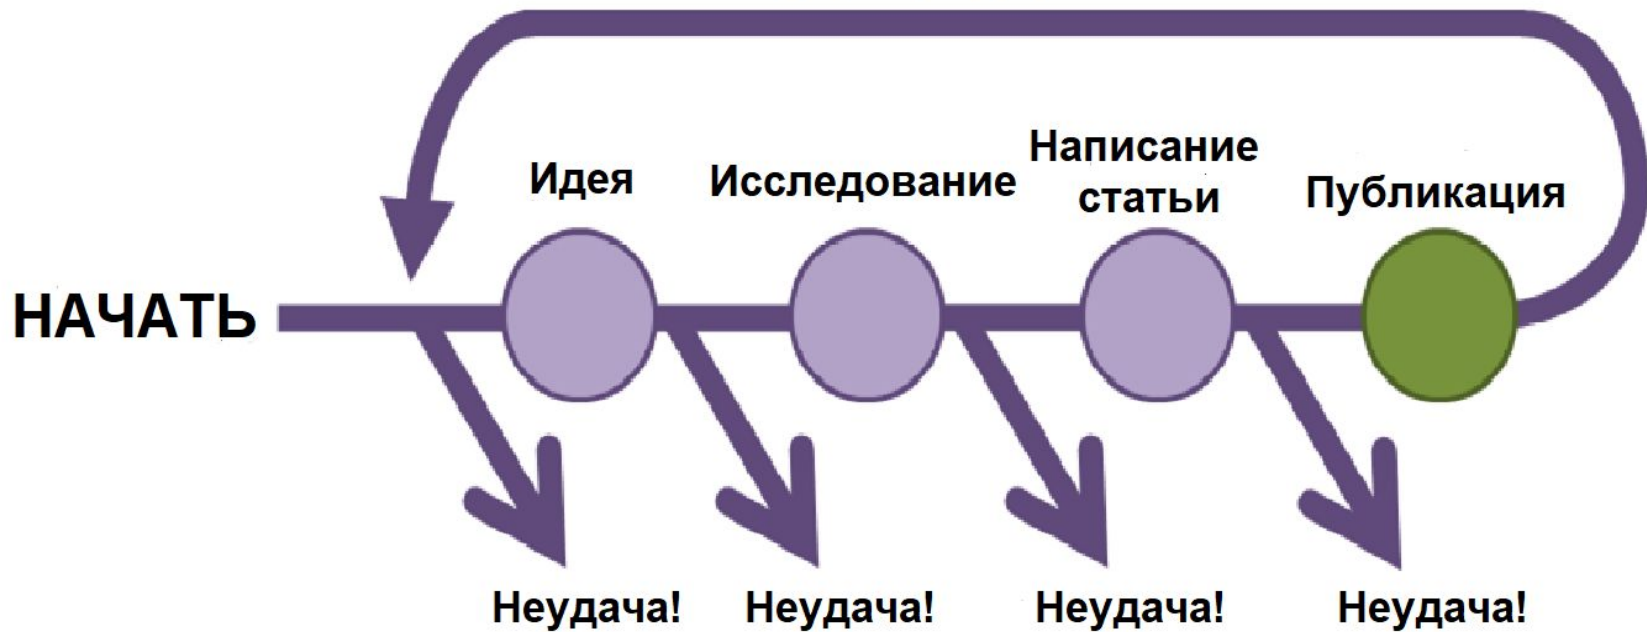 Идея
Исследование
Написание
статьи
Публикация
НАЧАТЬ
Неудача!
Неудача!
Неудача!
Неудача!